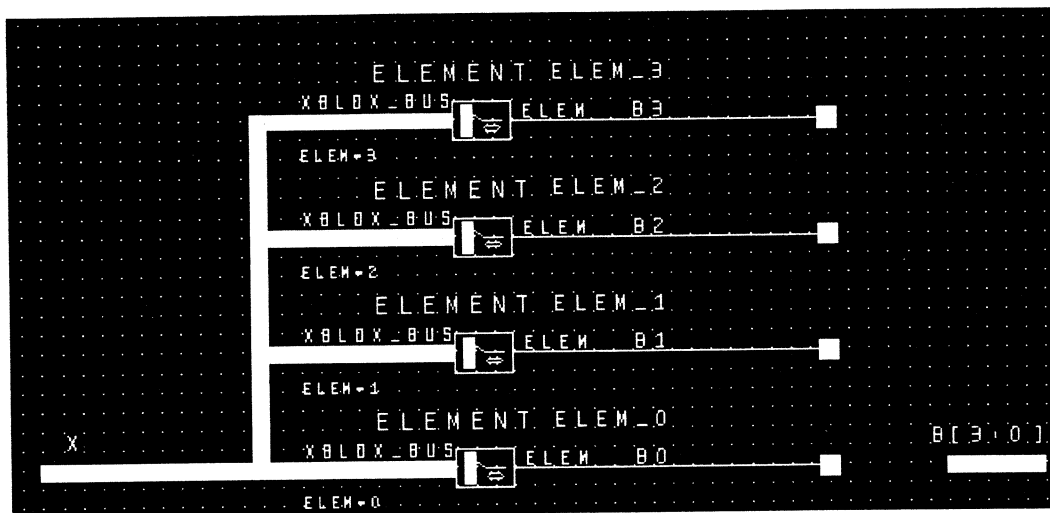 ELEMENT ELEM_3
XBLOX_BUS ELEM B3
ELEM=3
ELEMENT ELEM_2
XBLOX_BUS ELEM B2
ELEM=2
ELEMENT ELEM_1
XBLOX_BUS ELEM B1
ELEM=1
ELEMENT ELEM_0
X B[3:0]
XBLOX_BUS ELEM B0
ELEM=0